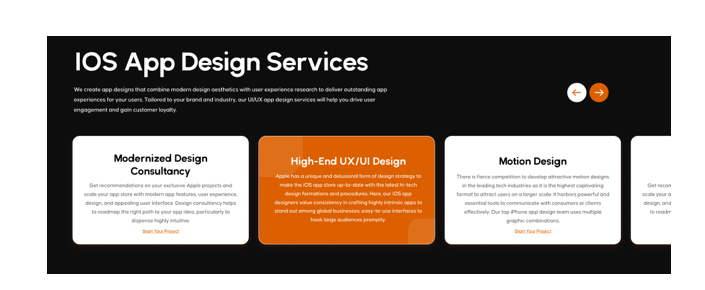 IOS App Design Services
We create app designs that combine modern design aesthetics with user experience research to deliver outstanding app
experiences for your users. Tailored to your brand and industry, our UI/UX app design services will help you drive user
engagement and gain customer loyalty.
Modernized Design
Consultancy
Get recommendations on your exclusive Apple projects and
scale your app store with modern app features, user experience,
design, and appealing user interface. Design consultancy helps
to roadmap the right path to your app idea, particularly to
dispense highly intuitive.
Start Your Project
High-End UX/UI Design
Apple has a unique and delusional form of design strategy to
make the iOS app store up-to-date with the latest hi-tech
design formations and procedures. Here, our iOS app
designers value consistency in crafting highly intrinsic apps to
stand out among global businesses. easy-to-use interfaces to
hook large audiences promptly.
Motion Design
There is fierce competition to develop attractive motion designs
in the leading tech industries as it is the highest captivating
format to attract users on a larger scale. It harbors powerful and
essential tools to communicate with consumers or clients
effectively. Our top iPhone app design team uses multiple
graphic combinations.
Start Your Project
Get recon
scale your a
design, and
to roadm